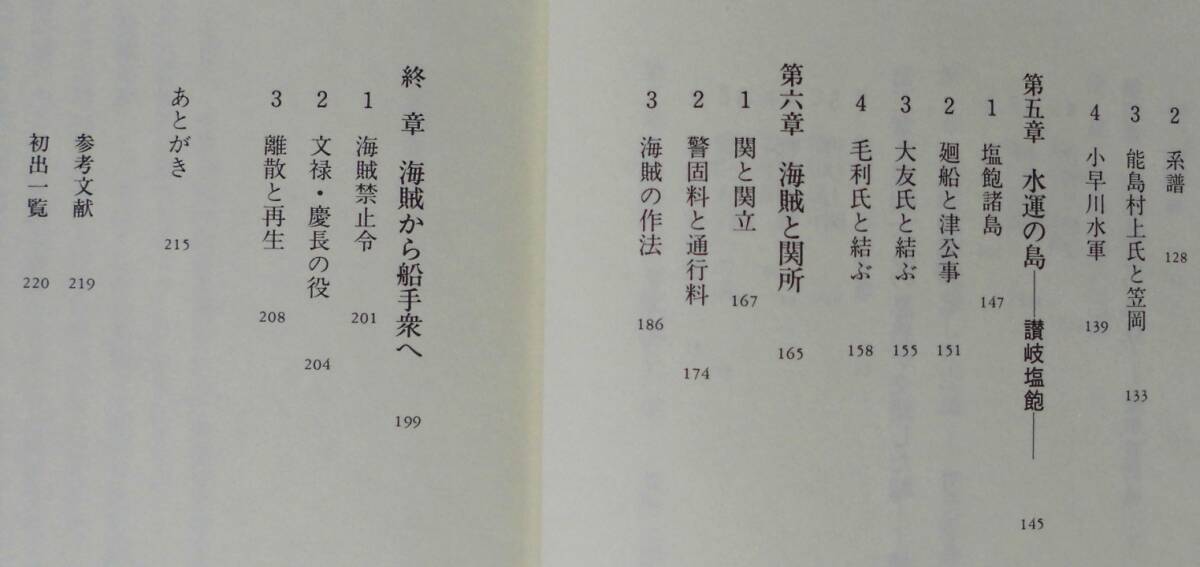 2 系譜 128
3 能島村上氏と笠岡 133
4 小早川水軍 139
第五章 水運の島――讃岐塩飽―― 145
1 塩飽諸島 147
2 廻船と津公事 151
3 大友氏と結ぶ 155
4 毛利氏と結ぶ 158
第六章 海賊と関所 165
1 関と関立 167
2 警固料と通行料 174
3 海賊の作法 186
終章 海賊から船手衆へ 199
1 海賊禁止令 201
2 文禄・慶長の役 204
3 離散と再生 208
あとがき 215
参考文献 219
初出一覧 220